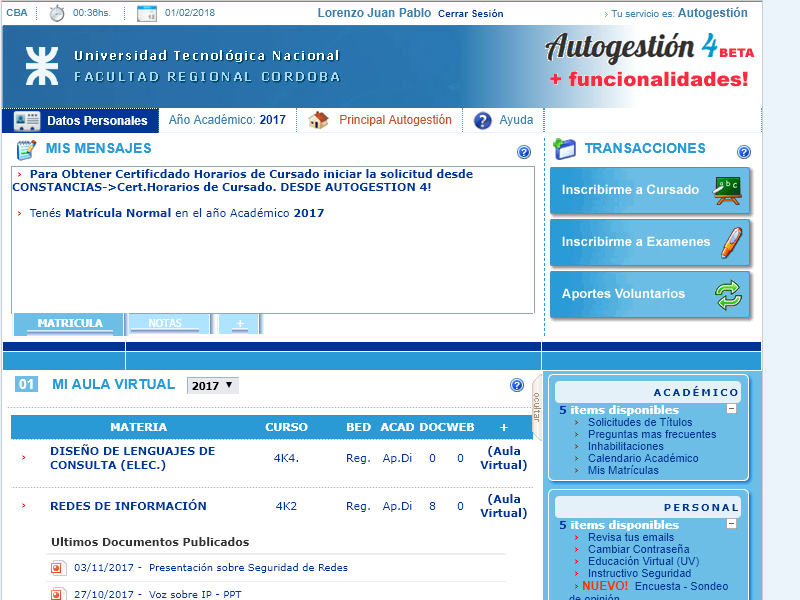 CBA 00:36hs. 01/02/2018 Lorenzo Juan Pablo Cerrar Sesión › Tu servicio es: Autogestión
Universidad Tecnológica Nacional
FACULTAD REGIONAL CORDOBA
Autogestión 4 BETA
+ funcionalidades!
Datos Personales Año Académico: 2017 Principal Autogestión Ayuda
MIS MENSAJES
› Para Obtener Certificdado Horarios de Cursado iniciar la solicitud desde
CONSTANCIAS->Cert.Horarios de Cursado. DESDE AUTOGESTION 4!
› Tenés Matrícula Normal en el año Académico 2017
MATRICULA NOTAS +
TRANSACCIONES
Inscribirme a Cursado
Inscribirme a Examenes
Aportes Voluntarios
01 MI AULA VIRTUAL 2017 ▼
ocultar
MATERIA CURSO BED ACAD DOC WEB +
› DISEÑO DE LENGUAJES DE
CONSULTA (ELEC.) 4K4. Reg. Ap.Di 0 0 (Aula
Virtual)
› REDES DE INFORMACIÓN 4K2 Reg. Ap.Di 8 0 (Aula
Virtual)
Ultimos Documentos Publicados
03/11/2017 - Presentación sobre Seguridad de Redes
27/10/2017 - Voz sobre IP - PPT
ACADÉMICO
5 items disponibles
› Solicitudes de Títulos
› Preguntas mas frecuentes
› Inhabilitaciones
› Calendario Académico
› Mis Matrículas
PERSONAL
5 items disponibles
› Revisa tus emails
› Cambiar Contraseña
› Educación Virtual (UV)
› Instructivo Seguridad
› NUEVO! Encuesta - Sondeo
de opinión